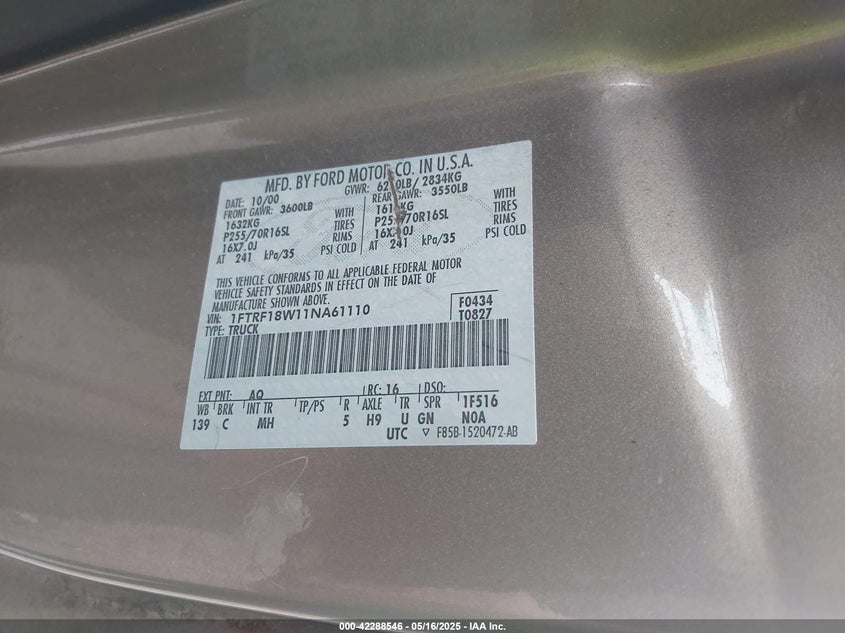 MFD. BY FORD MOTOR CO. IN U.S.A.
DATE: 10/00 GVWR: LB/ 2834KG
FRONT GAWR: 3600LB REAR GAWR: 3550LB
1632KG WITH WITH
P255/70R16SL TIRES /70R16SL TIRES
16X7.0J RIMS RIMS
AT 241 kPa/35 PSI COLD AT 241 kPa/35 PSI COLD
THIS VEHICLE CONFORMS TO ALL APPLICABLE FEDERAL MOTOR
VEHICLE SAFETY STANDARDS IN EFFECT ON THE DATE OF
MANUFACTURE SHOWN ABOVE.
VIN: 1FTRF18W11NA61110 F0434
TYPE: TRUCK T0827
EXT PNT: AQ RC: 16 DSO:
WB BRK INT TR TP/PS R AXLE TR SPR 1F516
139 C MH 5 H9 U GN N0A
UTC ▽ F85B-1520472-AB
000-42288546 - 05/16/2025 - IAA Inc.